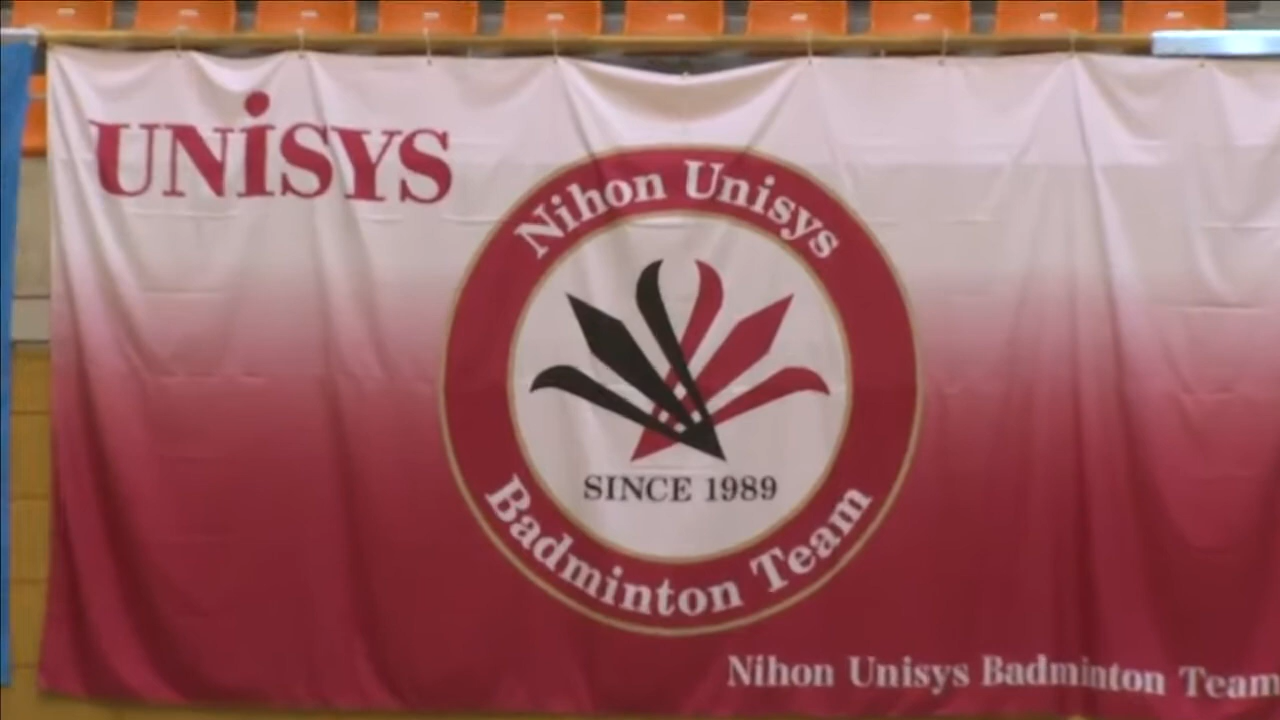 UNiSYS
Nihon Unisys
SINCE 1989
Badminton Team
Nihon Unisys Badminton Team